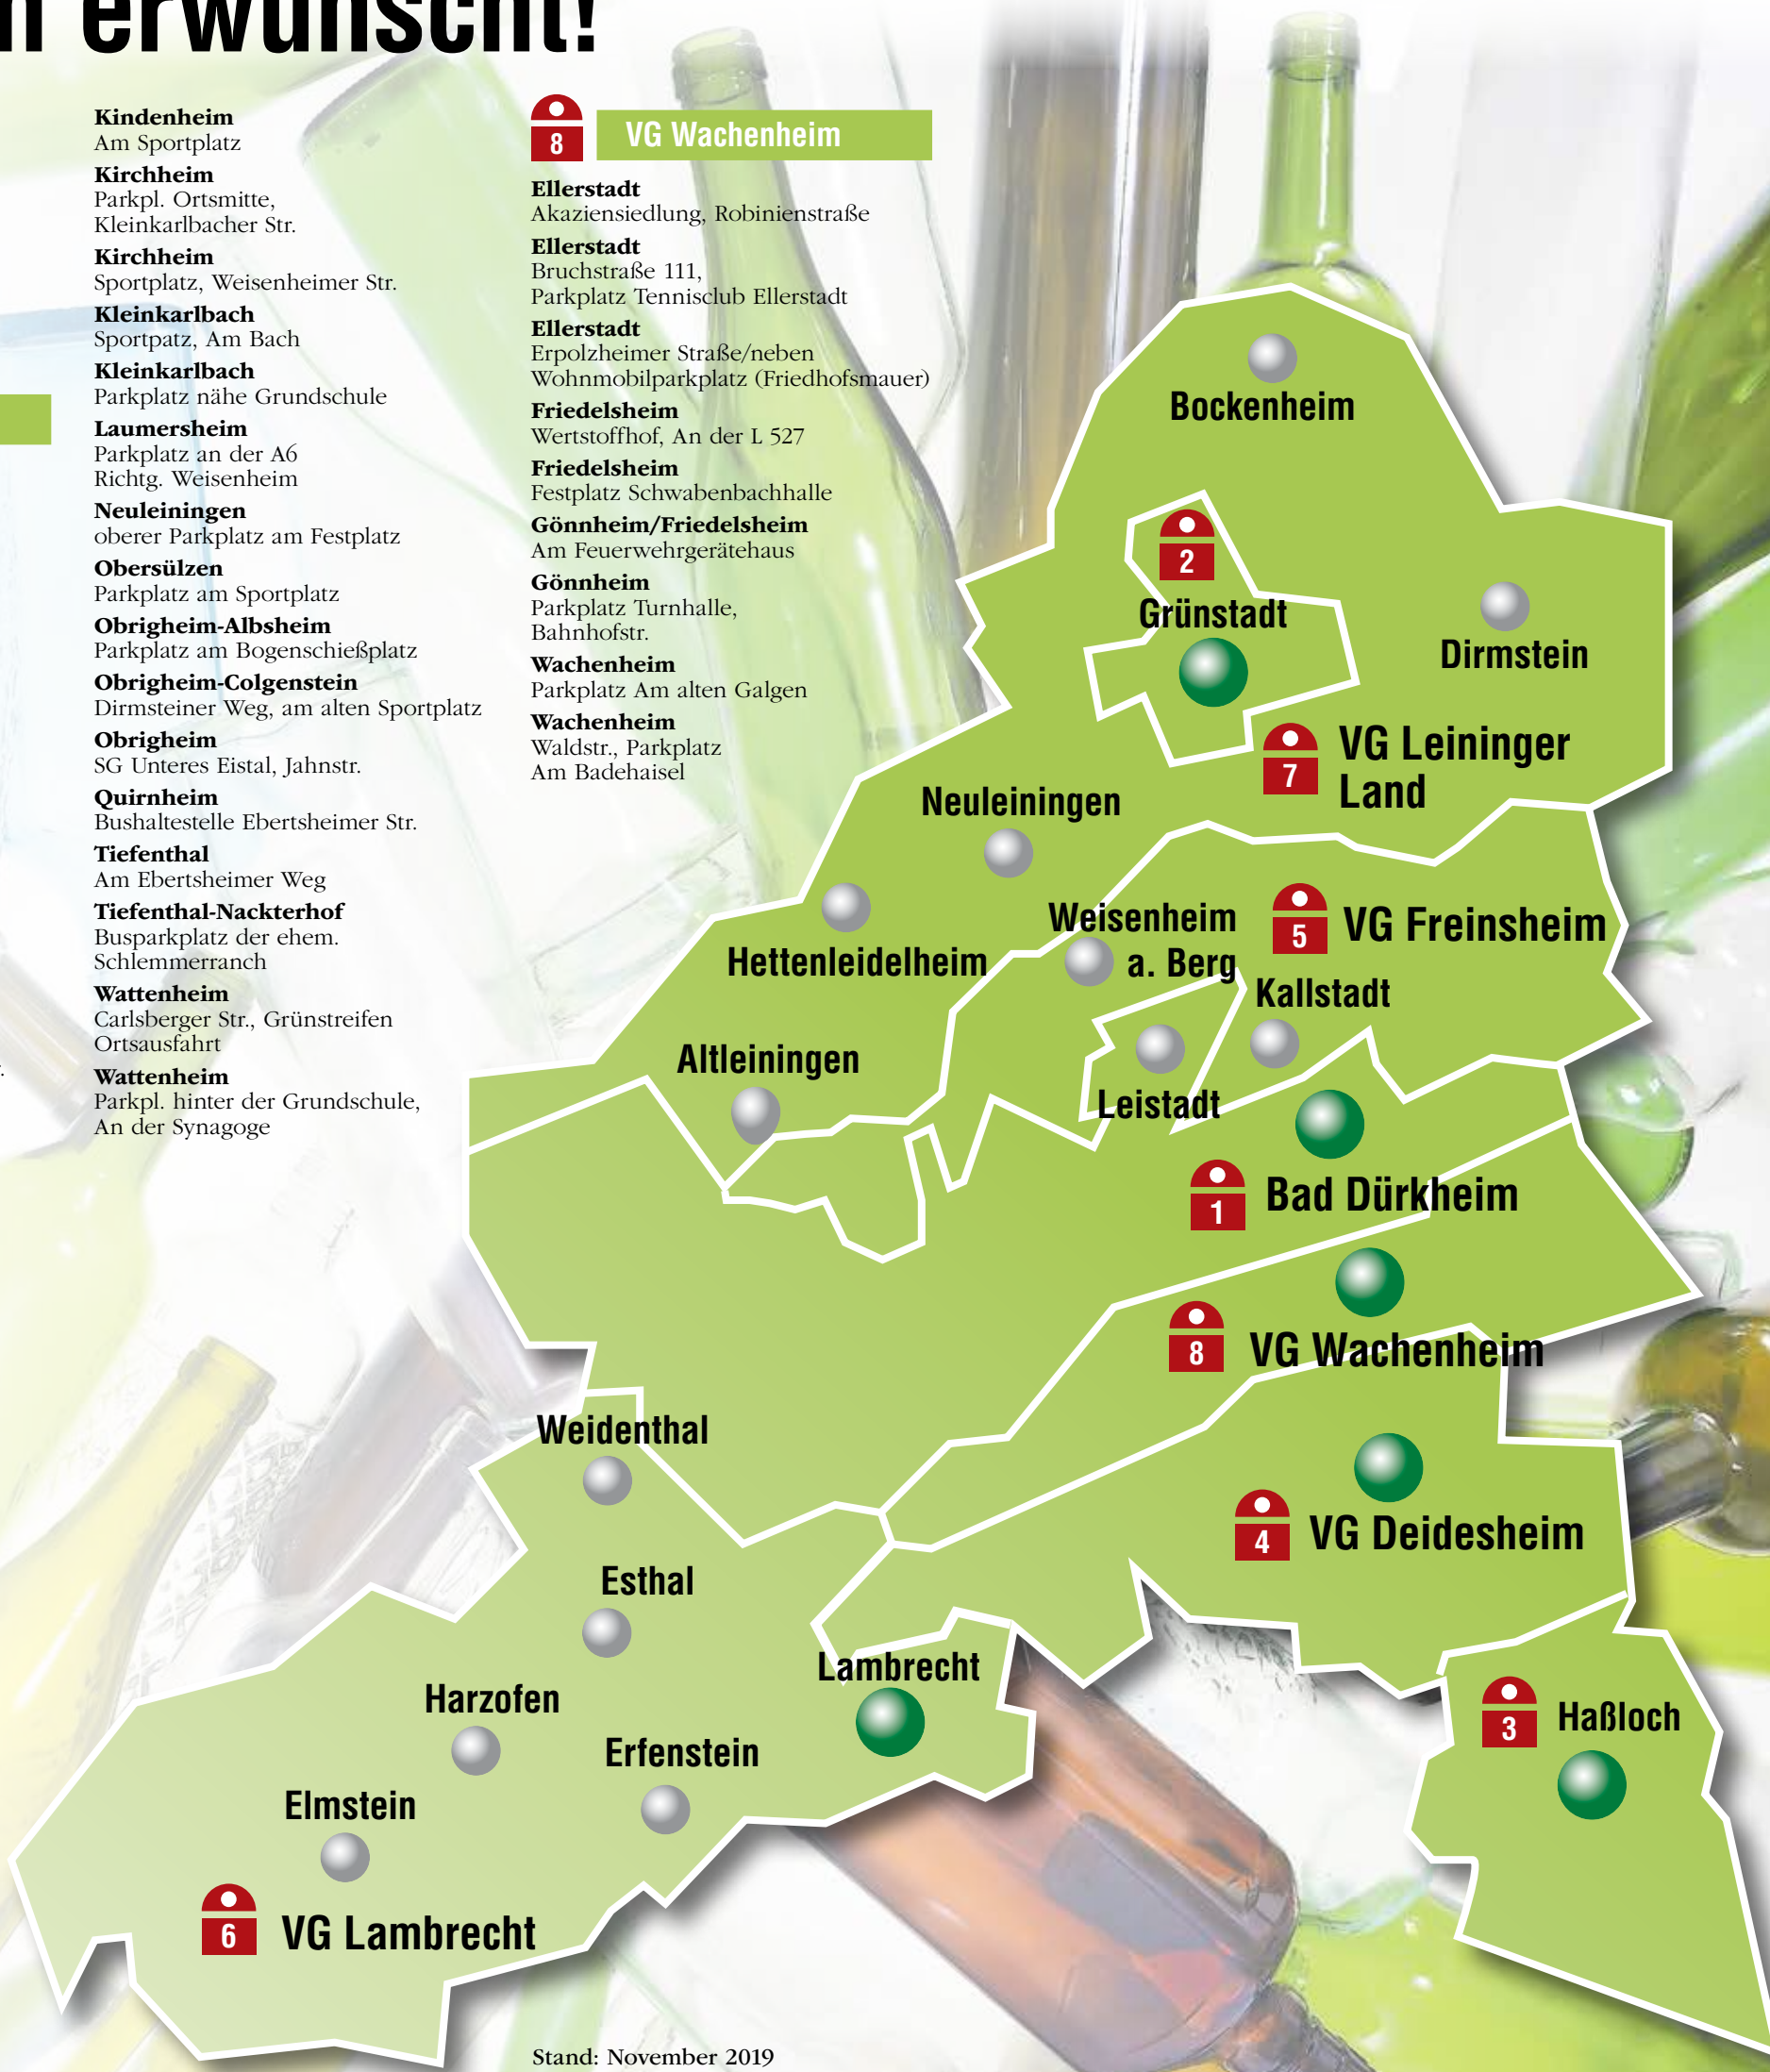 erwünscht!
Kindenheim
Am Sportplatz
Kirchheim
Parkpl. Ortsmitte,
Kleinkarlbacher Str.
Kirchheim
Sportplatz, Weisenheimer Str.
Kleinkarlbach
Sportpatz, Am Bach
Kleinkarlbach
Parkplatz nähe Grundschule
Laumersheim
Parkplatz an der A6
Richtg. Weisenheim
Neuleiningen
oberer Parkplatz am Festplatz
Obersülzen
Parkplatz am Sportplatz
Obrigheim-Albsheim
Parkplatz am Bogenschießplatz
Obrigheim-Colgenstein
Dirmsteiner Weg, am alten Sportplatz
Obrigheim
SG Unteres Eistal, Jahnstr.
Quirnheim
Bushaltestelle Ebertsheimer Str.
Tiefenthal
Am Ebertsheimer Weg
Tiefenthal-Nackterhof
Busparkplatz der ehem.
Schlemmerranch
Wattenheim
Carlsberger Str., Grünstreifen
Ortsausfahrt
Wattenheim
Parkpl. hinter der Grundschule,
An der Synagoge
8 VG Wachenheim
Ellerstadt
Akaziensiedlung, Robinienstraße
Ellerstadt
Bruchstraße 111,
Parkplatz Tennisclub Ellerstadt
Ellerstadt
Erpolzheimer Straße/neben
Wohnmobilparkplatz (Friedhofsmauer)
Friedelsheim
Wertstoffhof, An der L 527
Friedelsheim
Festplatz Schwabenbachhalle
Gönnheim/Friedelsheim
Am Feuerwehrgerätehaus
Gönnheim
Parkplatz Turnhalle,
Bahnhofstr.
Wachenheim
Parkplatz Am alten Galgen
Wachenheim
Waldstr., Parkplatz
Am Badehaisel
Bockenheim
2
Grünstadt
Dirmstein
7 VG Leininger
Land
Neuleiningen
Hettenleidelheim
Weisenheim
a. Berg
5 VG Freinsheim
Kallstadt
Altleiningen
Leistadt
1 Bad Dürkheim
8 VG Wachenheim
Weidenthal
4 VG Deidesheim
Esthal
Lambrecht
Harzofen
3 Haßloch
Erfenstein
Elmstein
6 VG Lambrecht
Stand: November 2019